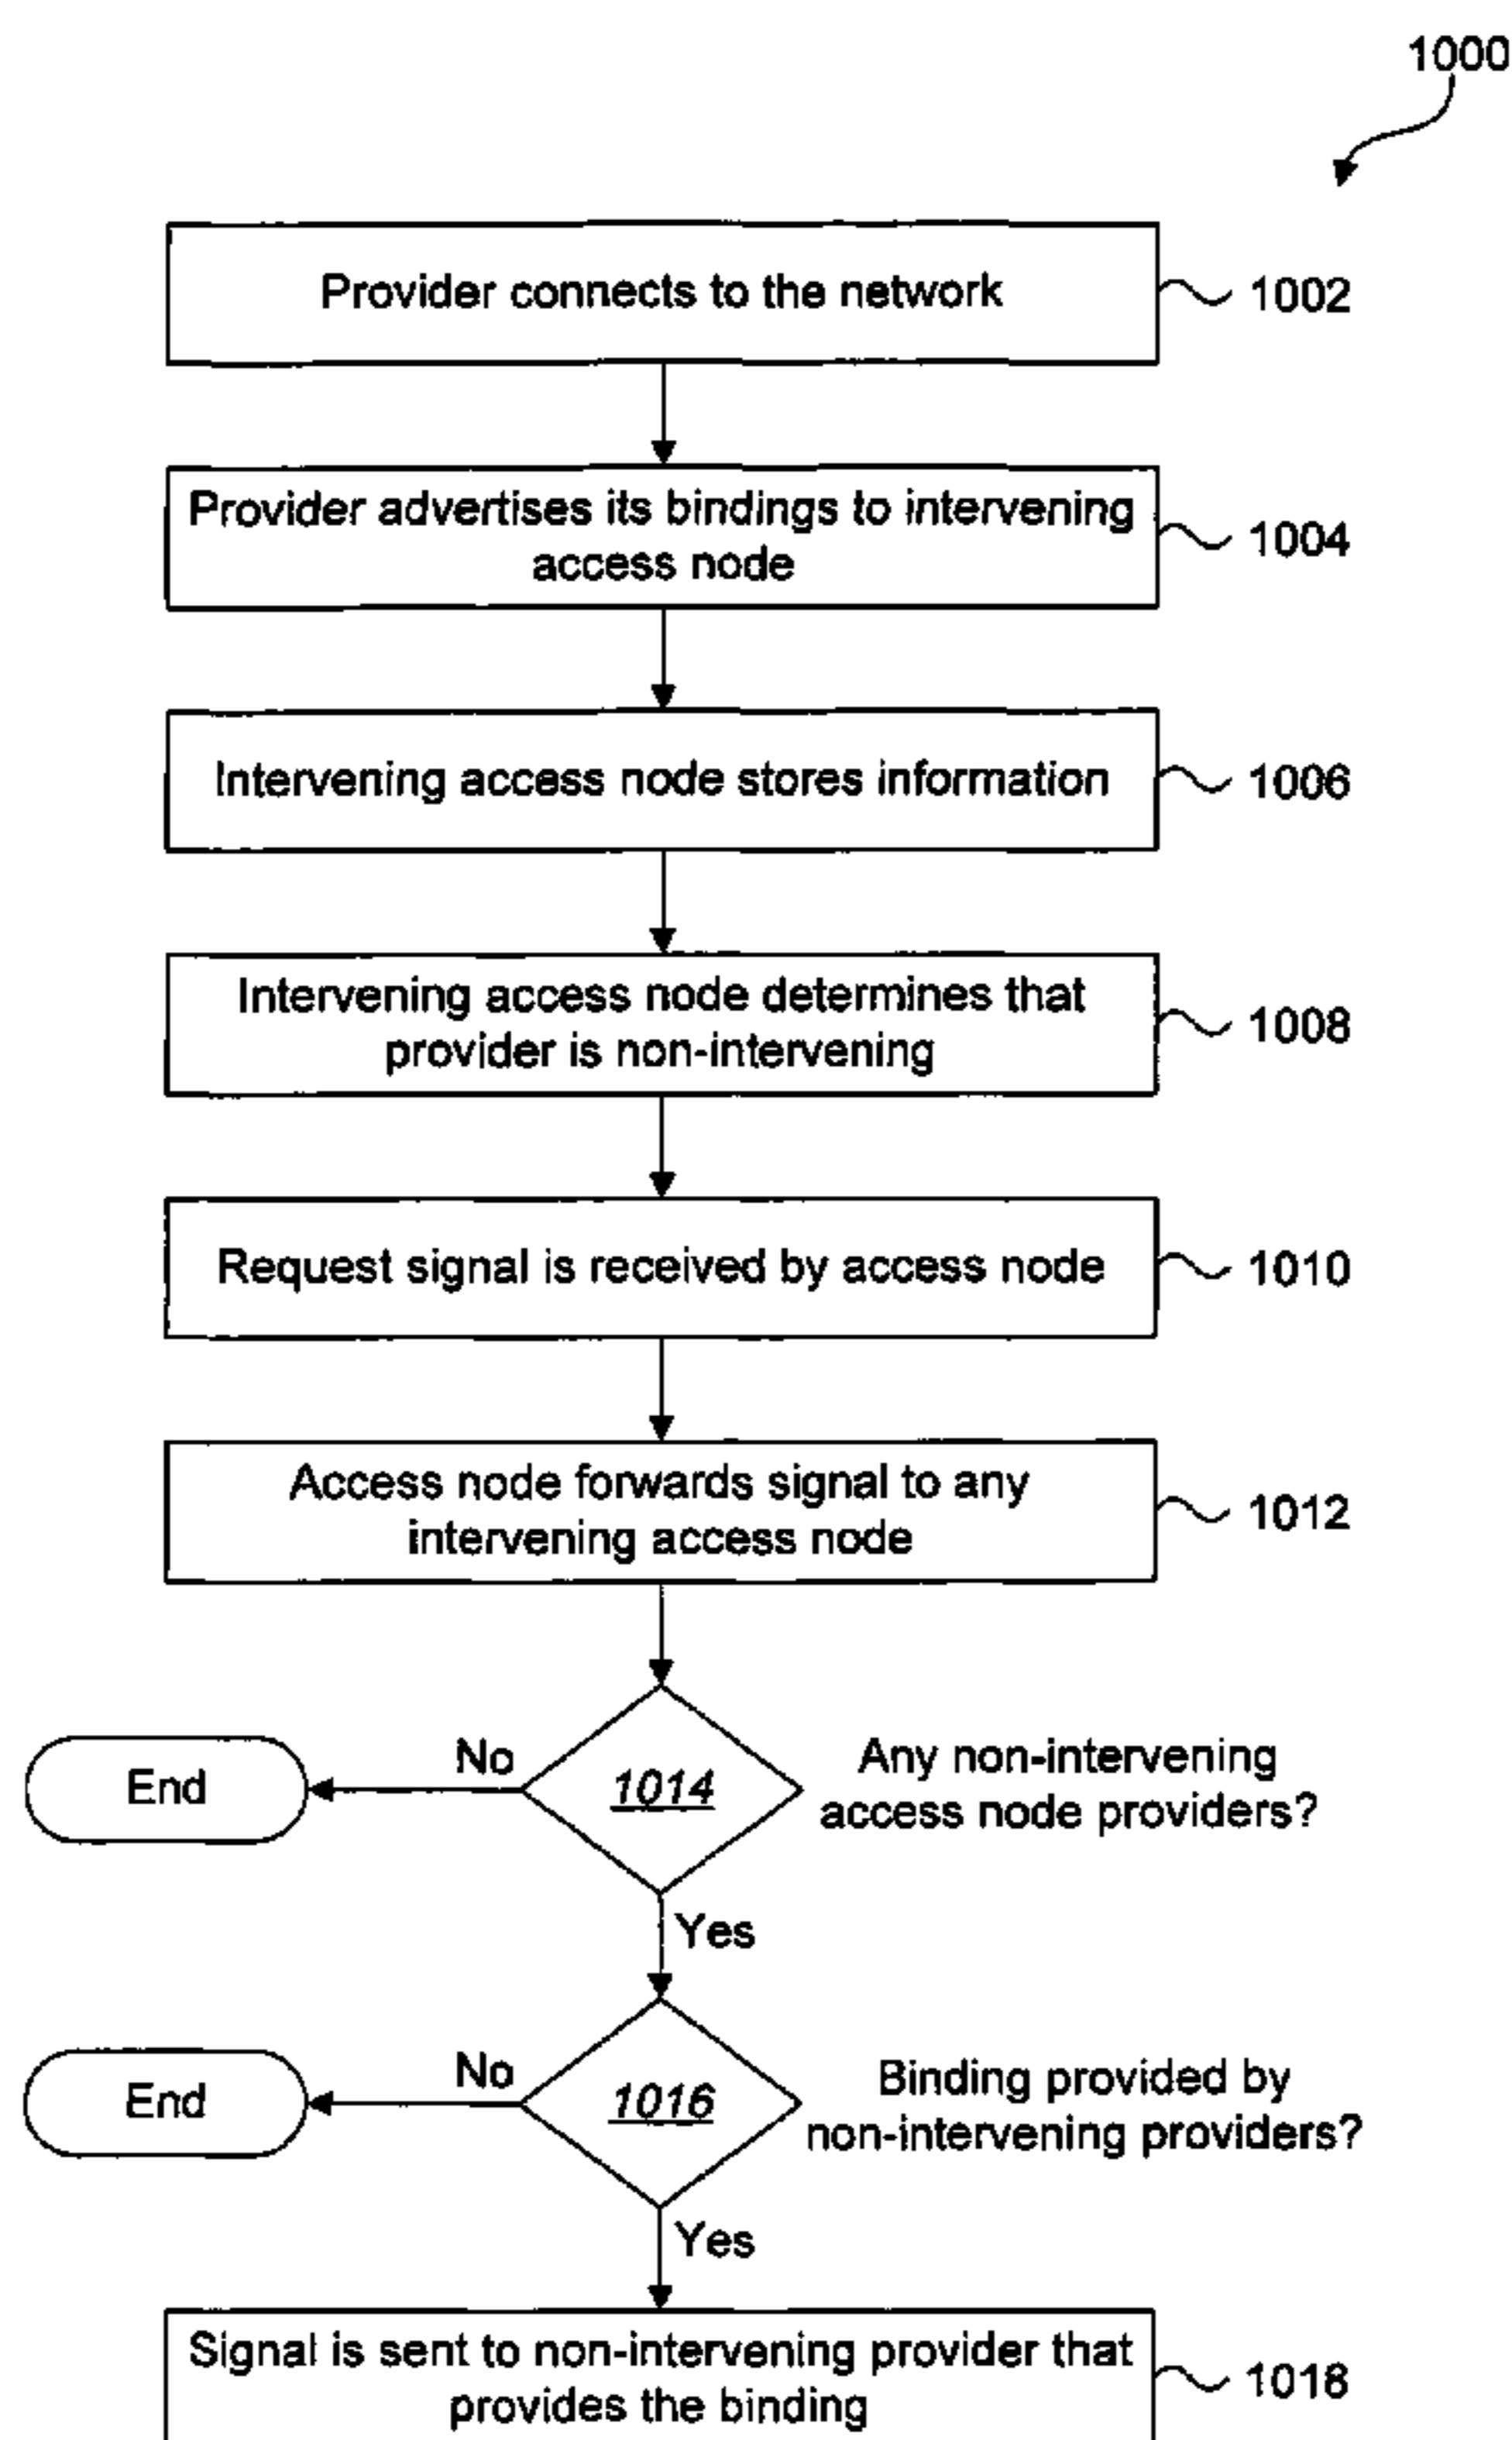 1000
Provider connects to the network
1002
Provider advertises its bindings to intervening
access node
1004
Intervening access node stores information
1006
Intervening access node determines that
provider is non-intervening
1008
Request signal is received by access node
1010
Access node forwards signal to any
intervening access node
1012
End
No
1014
Any non-intervening
access node providers?
Yes
End
No
1016
Binding provided by
non-intervening providers?
Yes
Signal is sent to non-intervening provider that
provides the binding
1018